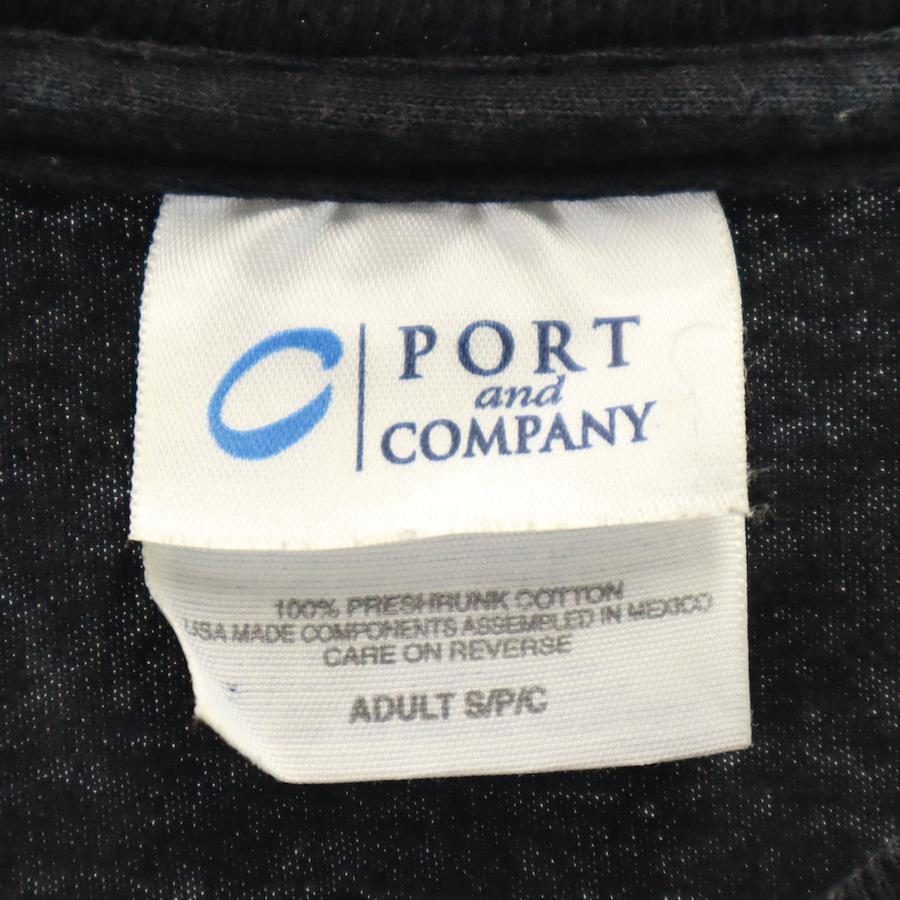 PORT
and
COMPANY
100% PRESHRUNK COTTON
USA MADE COMPONENTS ASSEMBLED IN MEXICO
CARE ON REVERSE
ADULT S/P/C